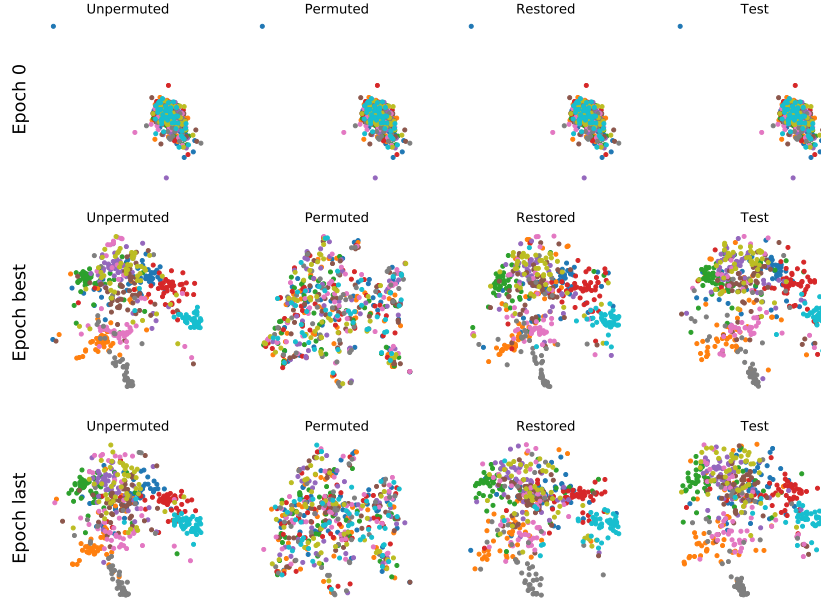 Unpermuted Permuted Restored Test
Epoch 0
Unpermuted Permuted Restored Test
Epoch best
Unpermuted Permuted Restored Test
Epoch last